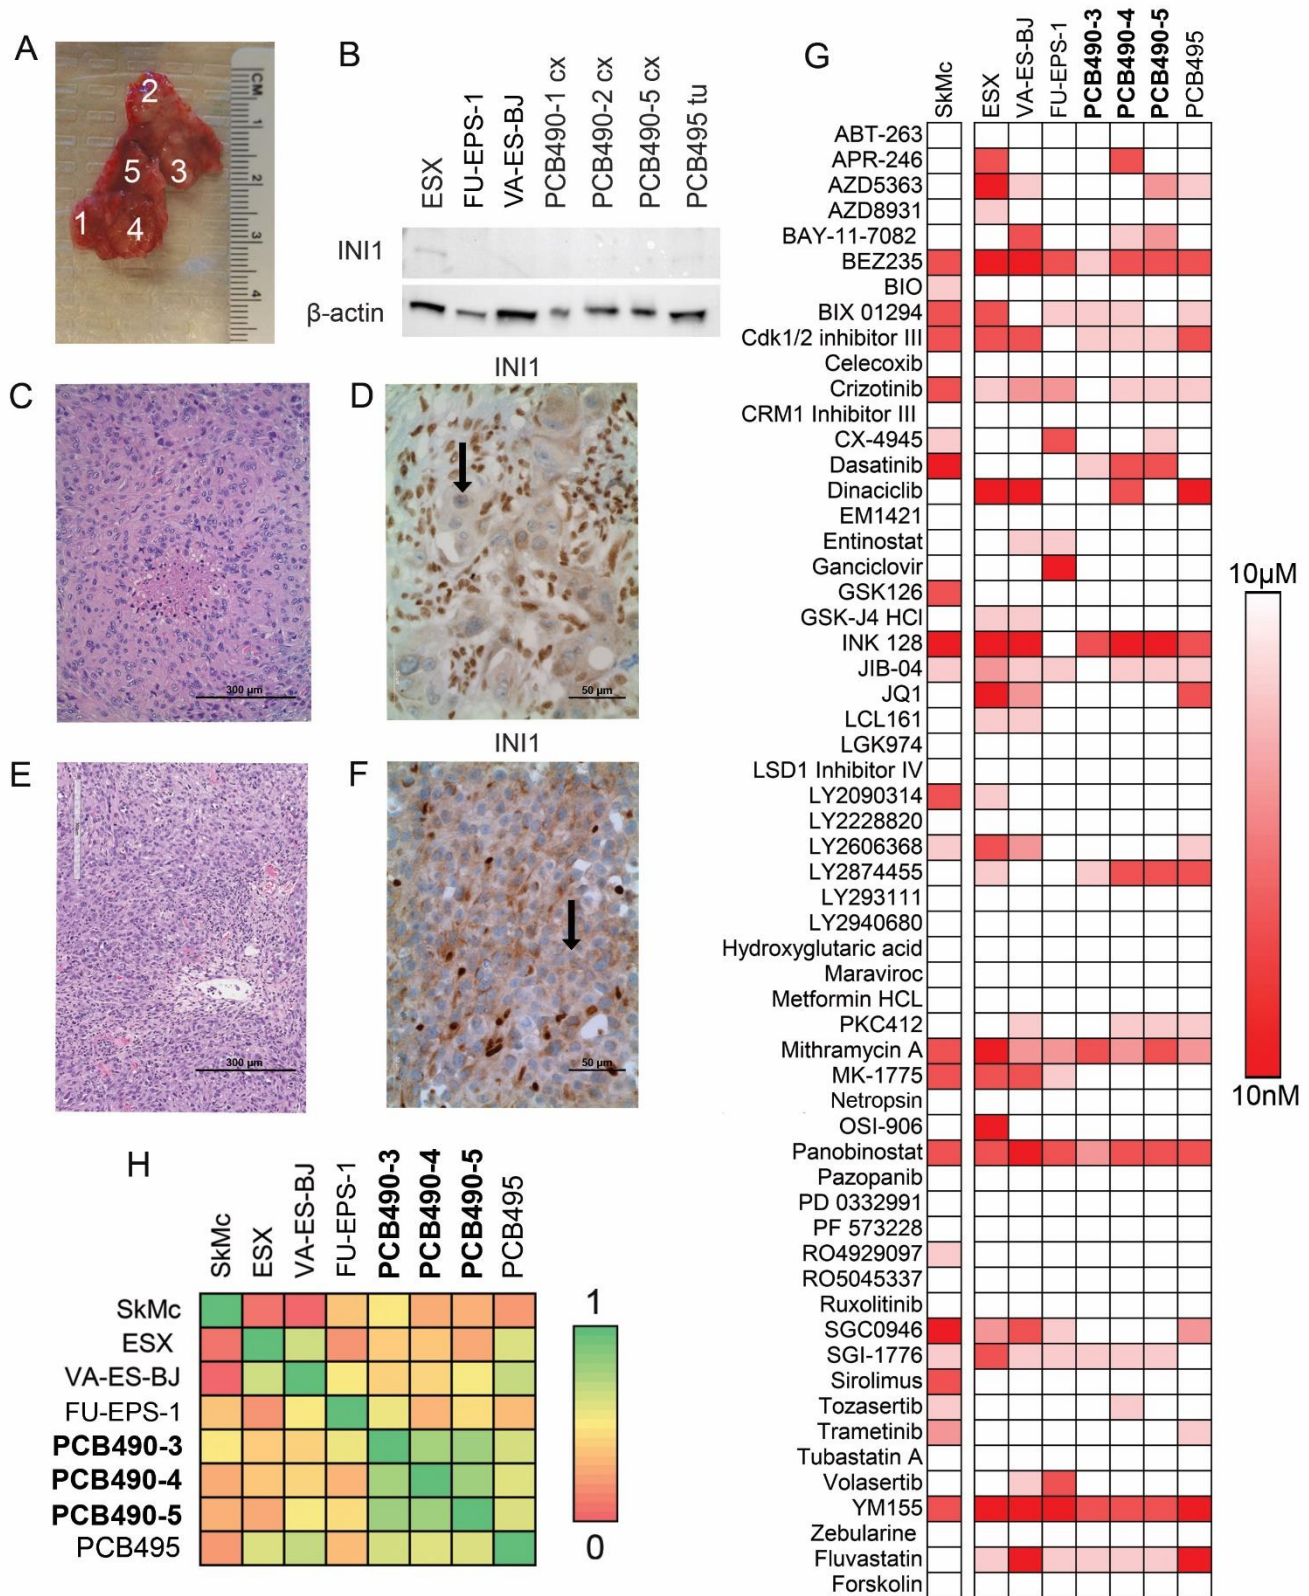 A
2
5 3
1 4
CM
1
2
3
4
B
ESX
FU-EPS-1
VA-ES-BJ
PCB490-1 cx
PCB490-2 cx
PCB490-5 cx
PCB495 tu
INI1
β-actin
C
300 µm
D
INI1
50 µm
E
300 µm
F
INI1
50 µm
G
SkMc
ESX
VA-ES-BJ
FU-EPS-1
PCB490-3
PCB490-4
PCB490-5
PCB495
ABT-263
APR-246
AZD5363
AZD8931
BAY-11-7082
BEZ235
BIO
BIX 01294
Cdk1/2 inhibitor III
Celecoxib
Crizotinib
CRM1 Inhibitor III
CX-4945
Dasatinib
Dinaciclib
EM1421
Entinostat
Ganciclovir
GSK126
GSK-J4 HCl
INK 128
JIB-04
JQ1
LCL161
LGK974
LSD1 Inhibitor IV
LY2090314
LY2228820
LY2606368
LY2874455
LY293111
LY2940680
Hydroxyglutaric acid
Maraviroc
Metformin HCL
PKC412
Mithramycin A
MK-1775
Netropsin
OSI-906
Panobinostat
Pazopanib
PD 0332991
PF 573228
RO4929097
RO5045337
Ruxolitinib
SGC0946
SGI-1776
Sirolimus
Tozasertib
Trametinib
Tubastatin A
Volasertib
YM155
Zebularine
Fluvastatin
Forskolin
10µM
10nM
H
SkMc
ESX
VA-ES-BJ
FU-EPS-1
PCB490-3
PCB490-4
PCB490-5
PCB495
SkMc
ESX
VA-ES-BJ
FU-EPS-1
PCB490-3
PCB490-4
PCB490-5
PCB495
1
0